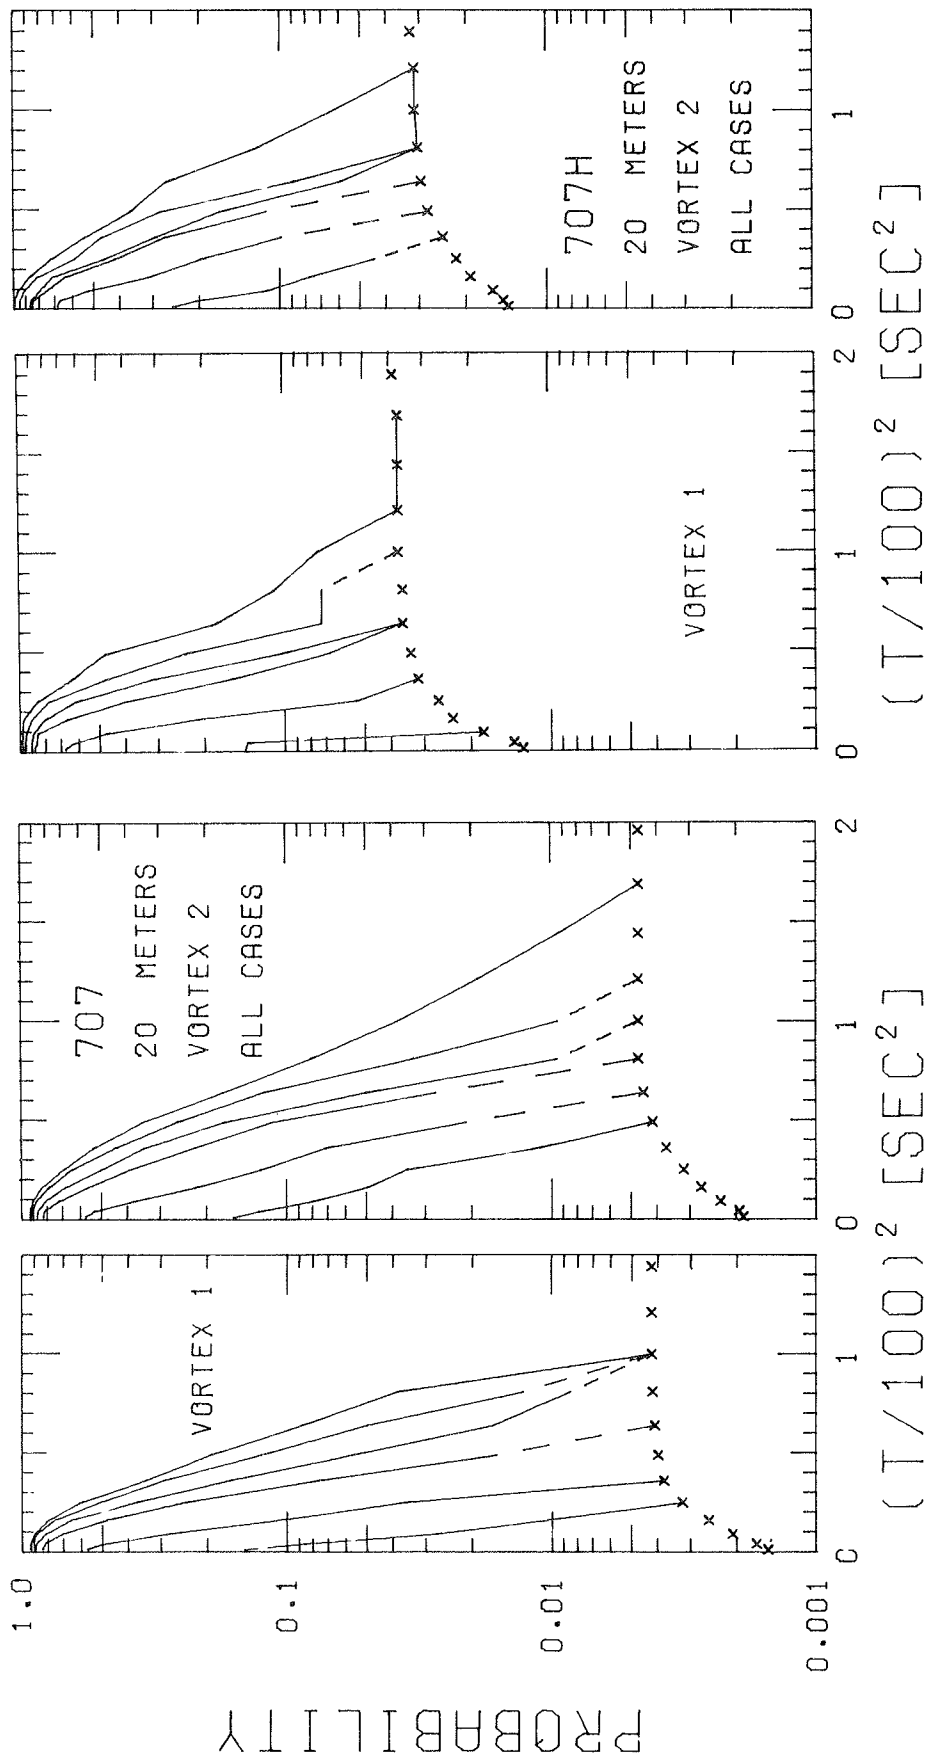 PROBABILITY
1.0
0.1
0.01
0.001
VORTEX 1
0
1
707
20 METERS
VORTEX 2
ALL CASES
0
1
2
(T/100)² [SEC²]
VORTEX 1
0
1
2
707H
20 METERS
VORTEX 2
ALL CASES
0
1
(T/100)² [SEC²]